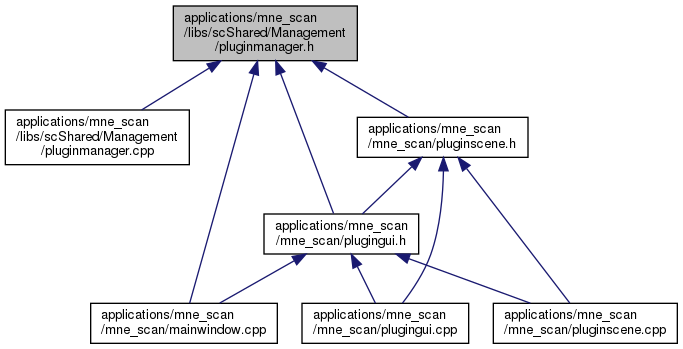 applications/mne_scan
/libs/scShared/Management
/pluginmanager.h
applications/mne_scan
/libs/scShared/Management
/pluginmanager.cpp
applications/mne_scan
/mne_scan/pluginscene.h
applications/mne_scan
/mne_scan/plugingui.h
applications/mne_scan
/mne_scan/mainwindow.cpp
applications/mne_scan
/mne_scan/plugingui.cpp
applications/mne_scan
/mne_scan/pluginscene.cpp